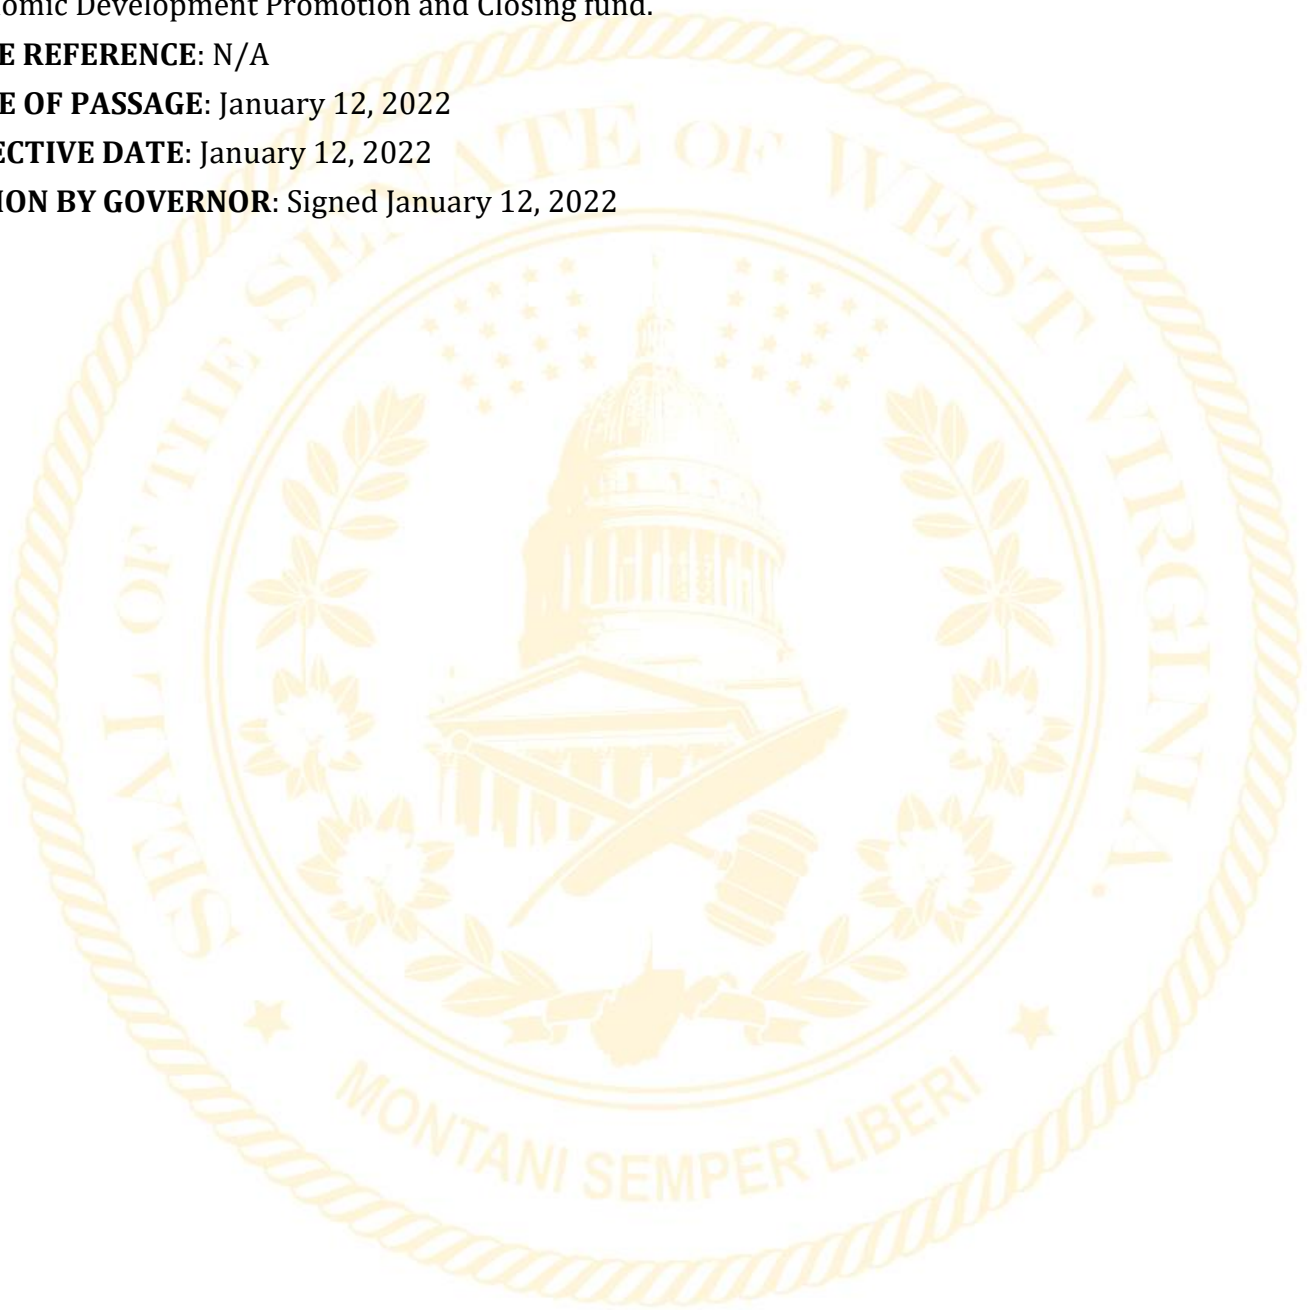 nomic Development Promotion and Closing fund.
E REFERENCE: N/A
E OF PASSAGE: January 12, 2022
ECTIVE DATE: January 12, 2022
ION BY GOVERNOR: Signed January 12, 2022
SEAL OF THE SENATE OF WEST VIRGINIA.
MONTANI SEMPER LIBERI